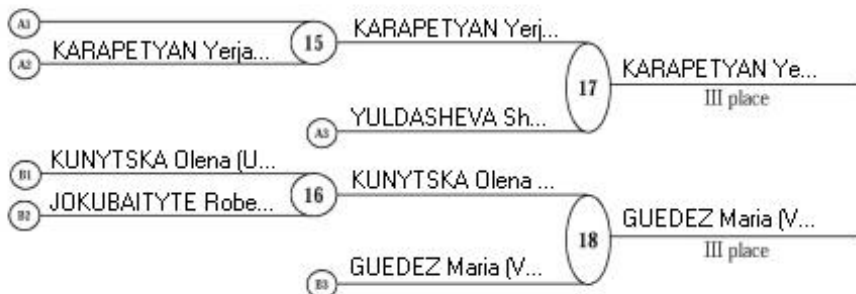 A1
A2 KARAPETYAN Yerja...
15 KARAPETYAN Yerj...
A3 YULDASHEVA Sh...
17 KARAPETYAN Ye...
III place
B1 KUNYTSKA Olena (U...
B2 JOKUBAITYTE Robe...
16 KUNYTSKA Olena ...
B3 GUEDEZ Maria (V...
18 GUEDEZ Maria (V...
III place